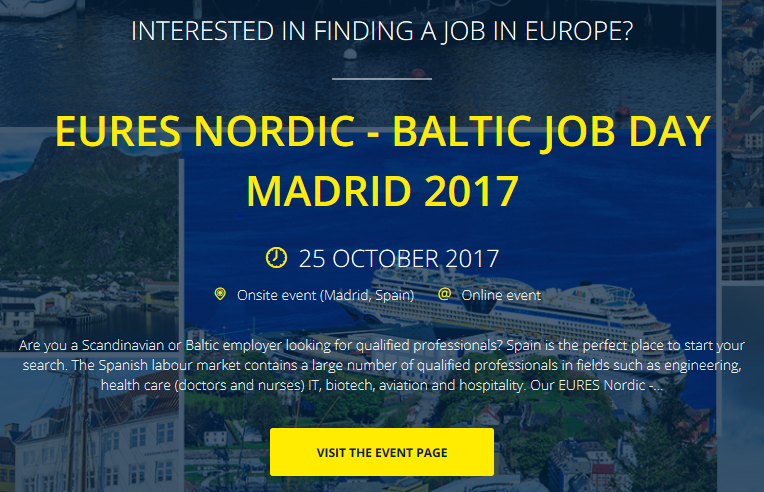 INTERESTED IN FINDING A JOB IN EUROPE?
EURES NORDIC - BALTIC JOB DAY
MADRID 2017
25 OCTOBER 2017
Onsite event (Madrid, Spain) @ Online event
Are you a Scandinavian or Baltic employer looking for qualified professionals? Spain is the perfect place to start your
search. The Spanish labour market contains a large number of qualified professionals in fields such as engineering,
health care (doctors and nurses) IT, biotech, aviation and hospitality. Our EURES Nordic -...
VISIT THE EVENT PAGE